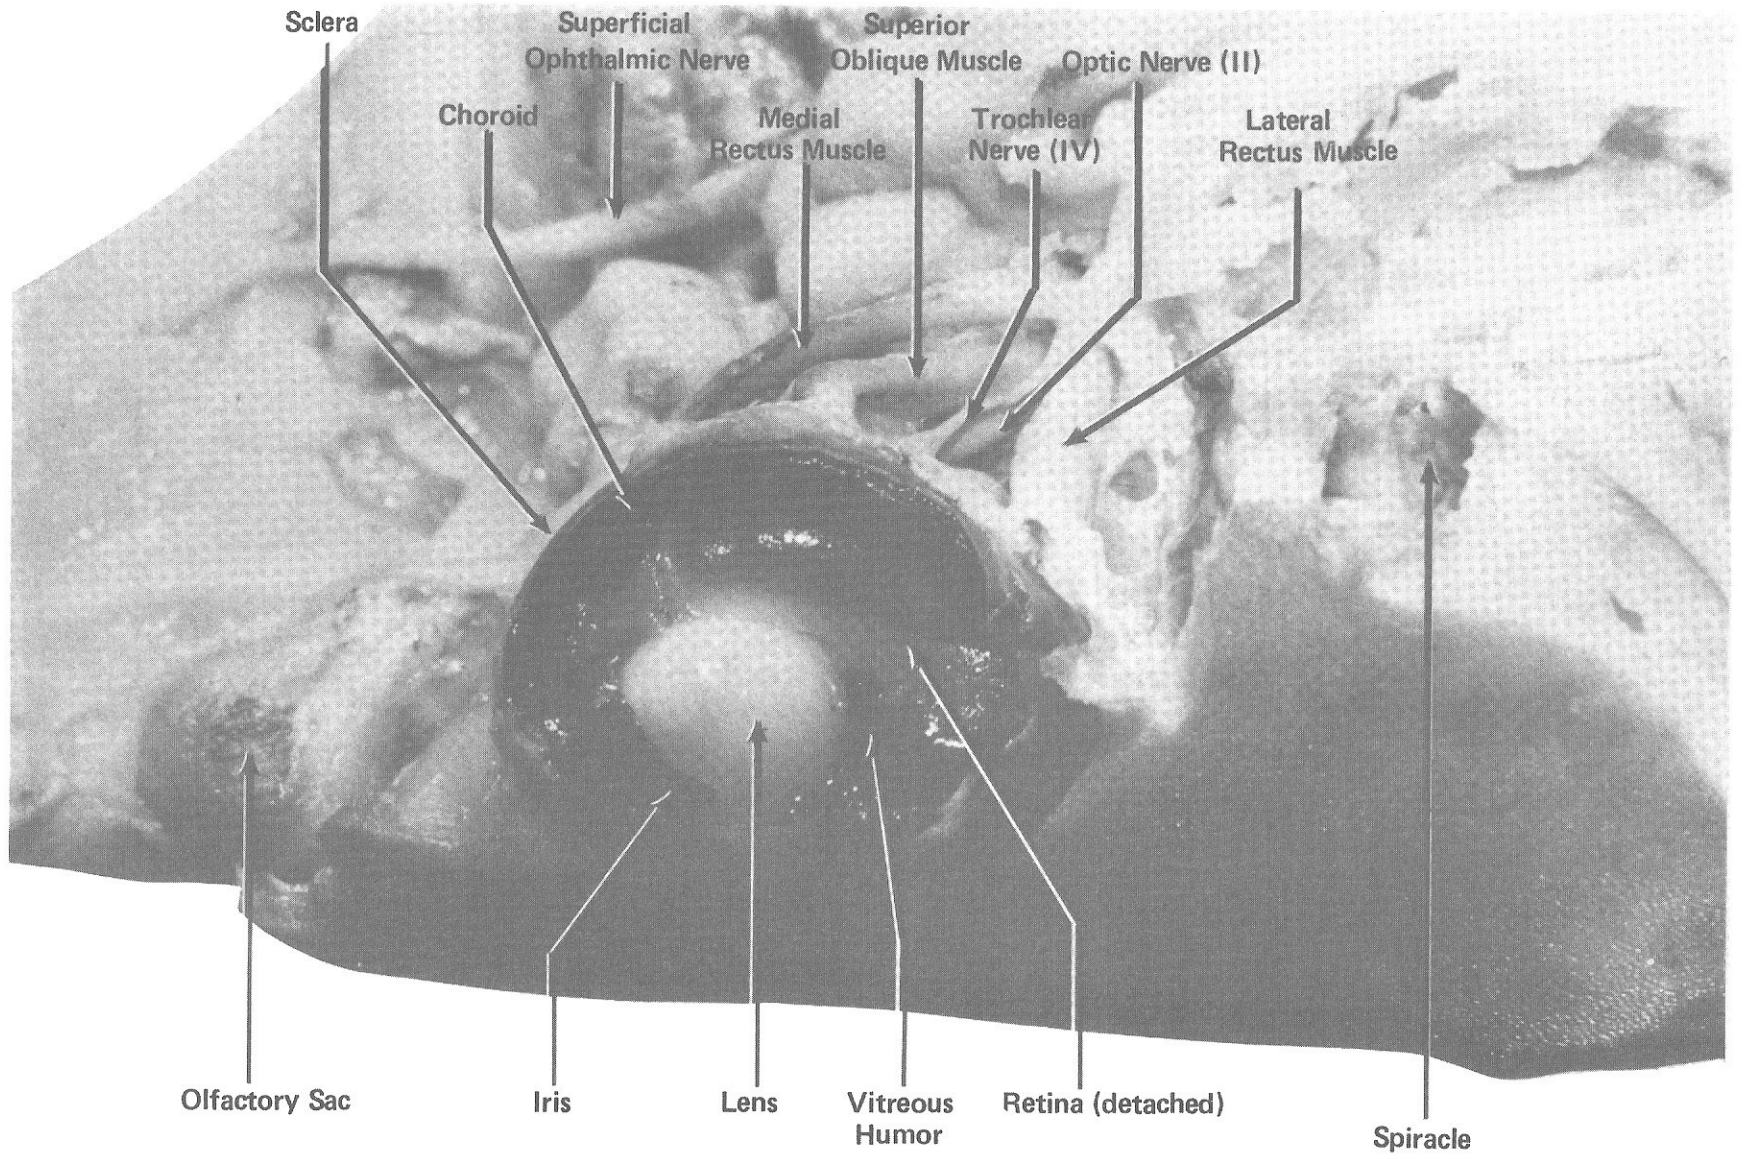 Sclera
Superficial
Ophthalmic Nerve
Superior
Oblique Muscle
Optic Nerve (II)
Choroid
Medial
Rectus Muscle
Trochlear
Nerve (IV)
Lateral
Rectus Muscle
Olfactory Sac
Iris
Lens
Vitreous
Humor
Retina (detached)
Spiracle